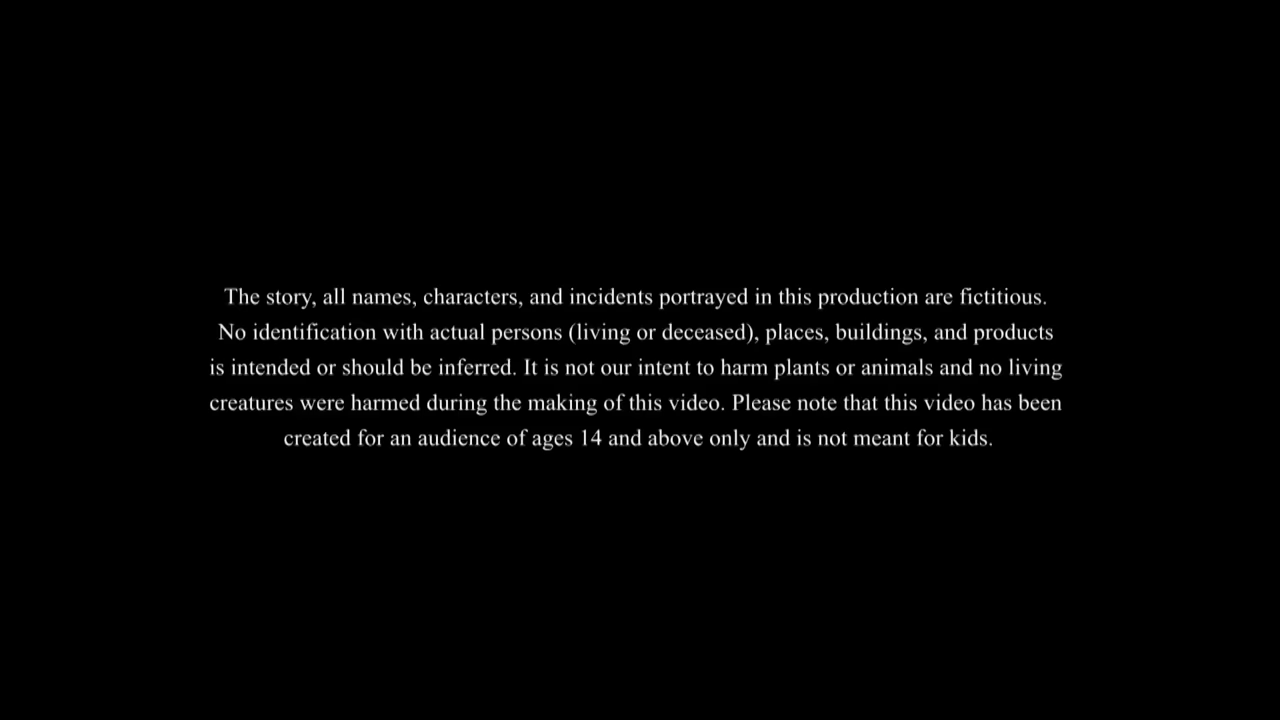 The story, all names, characters, and incidents portrayed in this production are fictitious.
No identification with actual persons (living or deceased), places, buildings, and products
is intended or should be inferred. It is not our intent to harm plants or animals and no living
creatures were harmed during the making of this video. Please note that this video has been
created for an audience of ages 14 and above only and is not meant for kids.